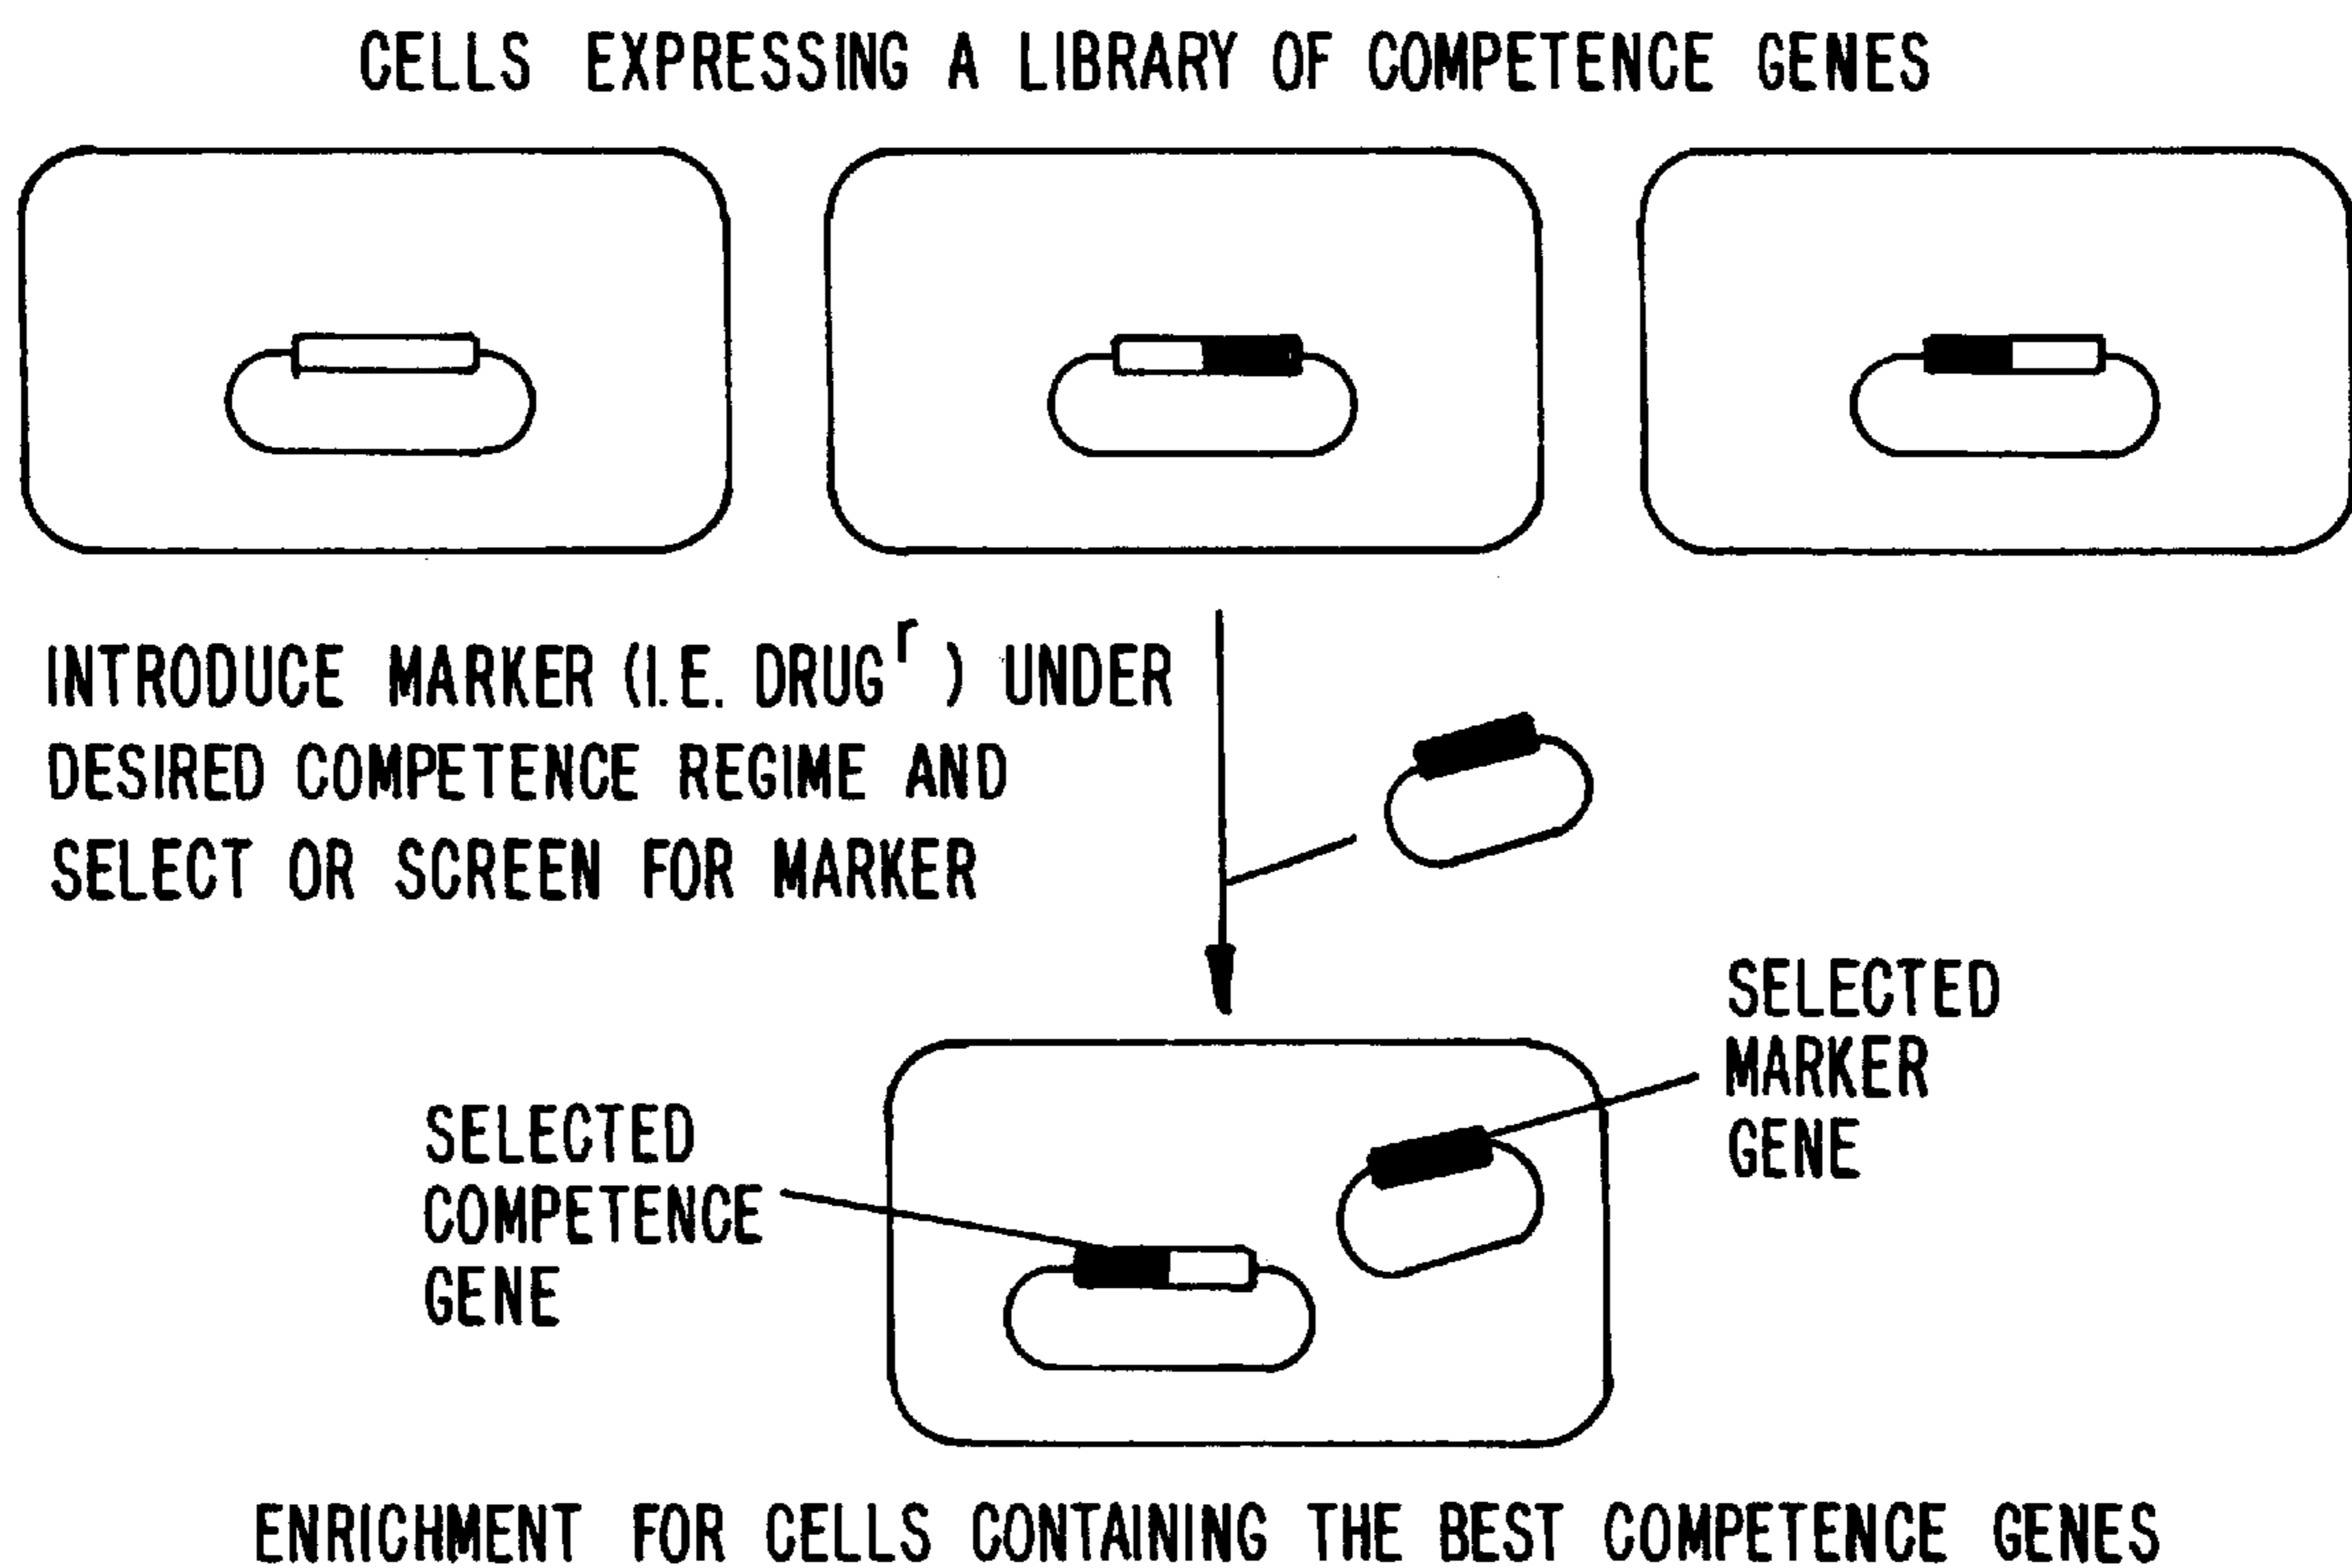 CELLS EXPRESSING A LIBRARY OF COMPETENCE GENES
INTRODUCE MARKER (I.E. DRUGʳ ) UNDER
DESIRED COMPETENCE REGIME AND
SELECT OR SCREEN FOR MARKER
SELECTED
MARKER
GENE
SELECTED
COMPETENCE
GENE
ENRICHMENT FOR CELLS CONTAINING THE BEST COMPETENCE GENES